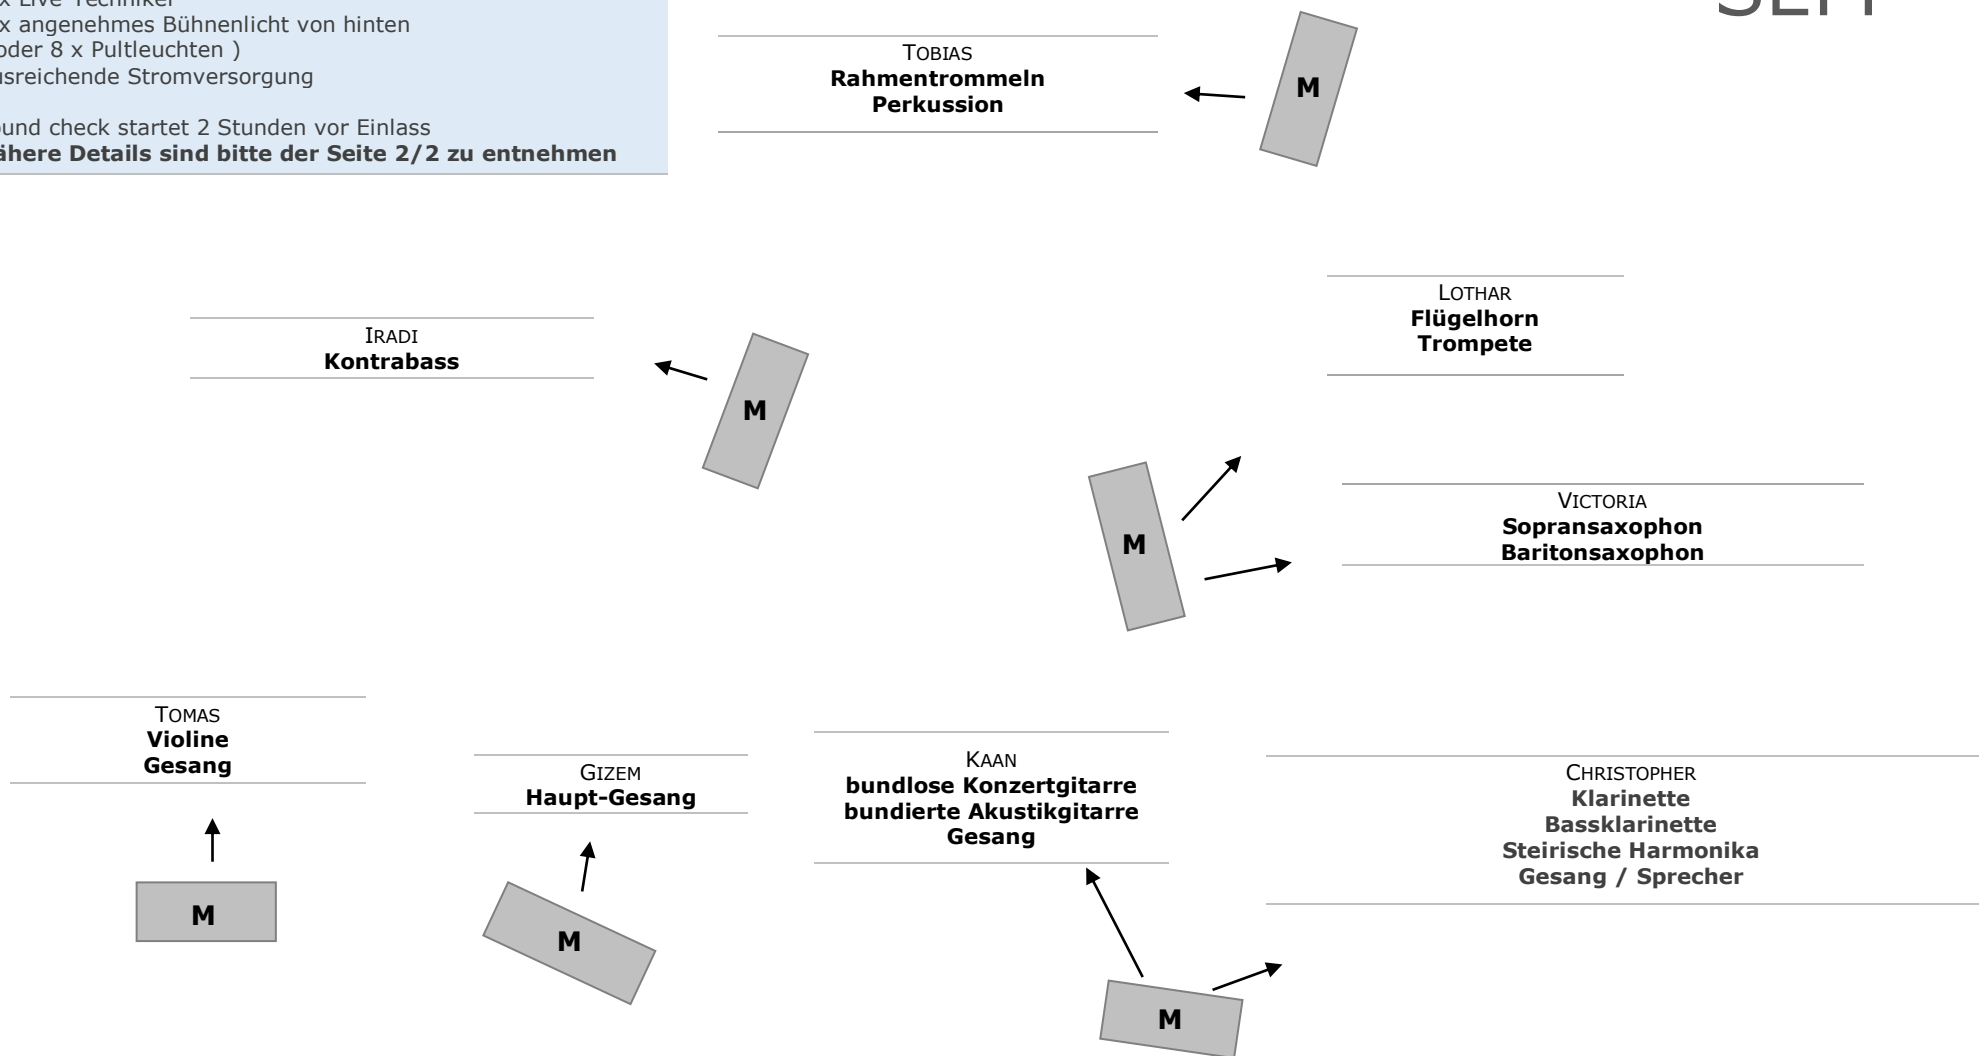 x Live Techniker
x angenehmes Bühnenlicht von hinten
oder 8 x Pultleuchten )
usreichende Stromversorgung
ound check startet 2 Stunden vor Einlass
ähere Details sind bitte der Seite 2/2 zu entnehmen
TOBIAS
Rahmentrommeln
Perkussion
M
LOTHAR
Flügelhorn
Trompete
IRADI
Kontrabass
M
VICTORIA
Sopransaxophon
Baritonsaxophon
M
TOMAS
Violine
Gesang
M
GIZEM
Haupt-Gesang
M
KAAN
bundlose Konzertgitarre
bundierte Akustikgitarre
Gesang
CHRISTOPHER
Klarinette
Bassklarinette
Steirische Harmonika
Gesang / Sprecher
M